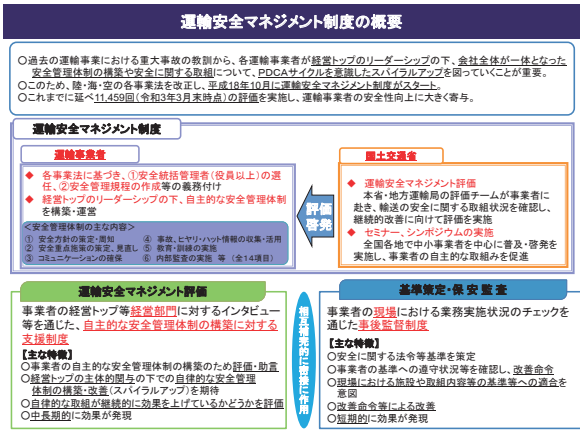 運輸安全マネジメント制度の概要
○過去の運輸事業における重大事故の教訓から、各運輸事業者が経営トップのリーダーシップの下、会社全体が一体となった
安全管理体制の構築や安全に関する取組について、PDCAサイクルを意識したスパイラルアップを図っていくことが重要。
○このため、陸・海・空の各事業法を改正し、平成18年10月に運輸安全マネジメント制度がスタート。
○これまでに延べ11,459回(令和3年3月末時点)の評価を実施し、運輸事業者の安全性向上に大きく寄与。
運輸安全マネジメント制度
運輸事業者
◆ 各事業法に基づき、①安全統括管理者(役員以上)の選
任、②安全管理規程の作成等の義務付け
◆ 経営トップのリーダーシップの下、自主的な安全管理体制
を構築・運営
<安全管理体制の主な内容>
① 安全方針の策定・周知 ④ 事故、ヒヤリ・ハット情報の収集・活用
② 安全重点施策の策定、見直し ⑤ 教育・訓練の実施
③ コミュニケーションの確保 ⑥ 内部監査の実施 等 (全14項目)
評価
啓発
国土交通省
◆ 運輸安全マネジメント評価
本省・地方運輸局の評価チームが事業者に
赴き、輸送の安全に関する取組状況を確認し、
継続的改善に向けて評価を実施
◆ セミナー、シンポジウムの実施
全国各地で中小事業者を中心に普及・啓発を
実施し、事業者の自主的な取組みを促進
運輸安全マネジメント評価
事業者の経営トップ等経営部門に対するインタビュー
等を通じた、自主的な安全管理体制の構築に対する
支援制度
【主な特徴】
○事業者の自主的な安全管理体制の構築のため評価・助言
○経営トップの主体的関与の下での自律的な安全管理
体制の構築・改善(スパイラルアップ)を期待
○自律的な取組が継続的に効果を上げているかどうかを評価
○中長期的に効果が発現
相互補完的に密接に作用
基準策定・保安監査
事業者の現場における業務実施状況のチェックを
通じた事後監督制度
【主な特徴】
○安全に関する法令等基準を策定
○事業者の基準への遵守状況等を確認し、改善命令
○現場における施設や取組内容等の基準等への適合を
意図
○改善命令等による改善
○短期的に効果が発現